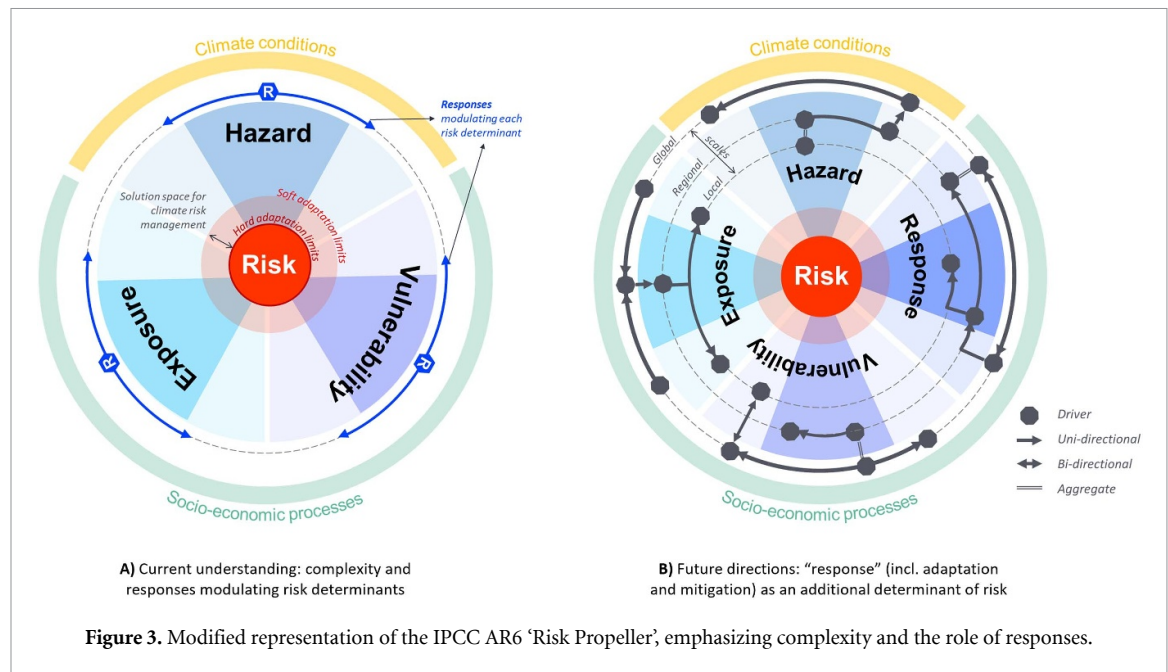 Climate conditions
R
Responses
modulating each
risk determinant
Hazard
Solution space for
climate risk
management
Soft adaptation limits
Hard adaptation limits
Risk
Exposure
Vulnerability
R
R
Socio-economic processes
A) Current understanding: complexity and
responses modulating risk determinants
Climate conditions
Global
scales
Regional
Local
Hazard
Exposure
Risk
Response
Vulnerability
Driver
Uni-directional
Bi-directional
Aggregate
Socio-economic processes
B) Future directions: “response” (incl. adaptation
and mitigation) as an additional determinant of risk
Figure 3. Modified representation of the IPCC AR6 ‘Risk Propeller’, emphasizing complexity and the role of responses.